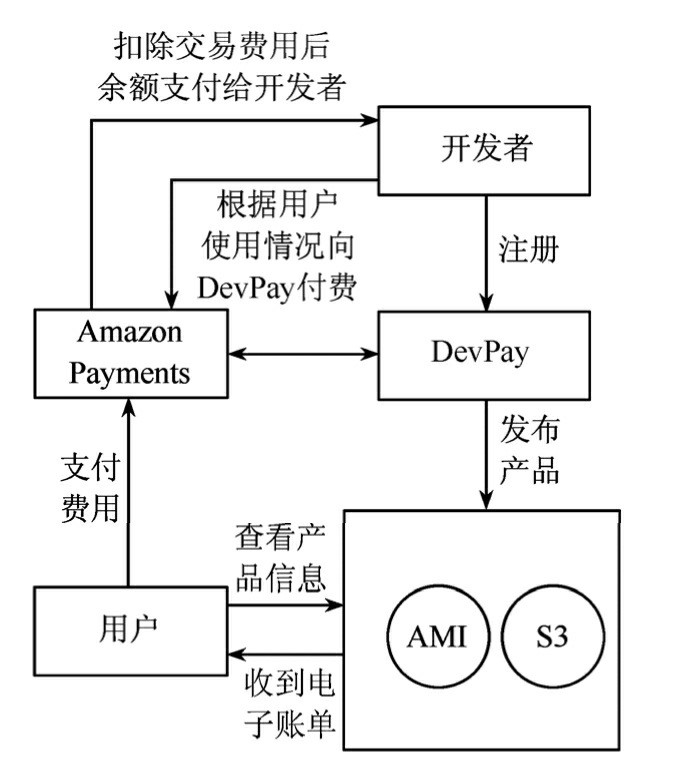 扣除交易费用后
余额支付给开发者
开发者
根据用户
使用情况向
DevPay付费
注册
Amazon
Payments
DevPay
发布
产品
支付
费用
查看产
品信息
用户
AMI
S3
收到电
子账单